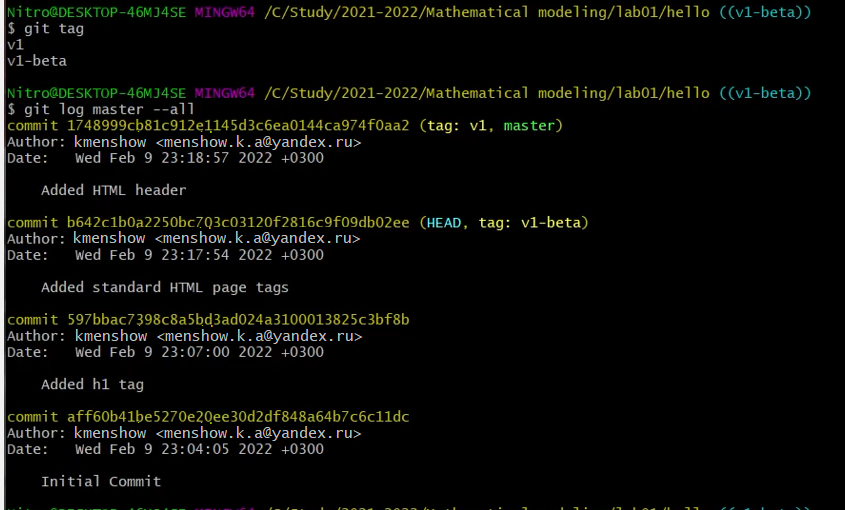 Nitro@DESKTOP-46MJ4SE MINGW64 /C/Study/2021-2022/Mathematical modeling/lab01/hello ((v1-beta))
$ git tag
v1
v1-beta
Nitro@DESKTOP-46MJ4SE MINGW64 /C/Study/2021-2022/Mathematical modeling/lab01/hello ((v1-beta))
$ git log master --all
commit 1748999cb81c912e1145d3c6ea0144ca974f0aa2 (tag: v1, master)
Author: kmenshow <menshow.k.a@yandex.ru>
Date:   Wed Feb 9 23:18:57 2022 +0300
Added HTML header
commit b642c1b0a2250bc703c03120f2816c9f09db02ee (HEAD, tag: v1-beta)
Author: kmenshow <menshow.k.a@yandex.ru>
Date:   Wed Feb 9 23:17:54 2022 +0300
Added standard HTML page tags
commit 597bbac7398c8a5bd3ad024a3100013825c3bf8b
Author: kmenshow <menshow.k.a@yandex.ru>
Date:   Wed Feb 9 23:07:00 2022 +0300
Added h1 tag
commit aff60b41be5270e20ee30d2df848a64b7c6c11dc
Author: kmenshow <menshow.k.a@yandex.ru>
Date:   Wed Feb 9 23:04:05 2022 +0300
Initial Commit